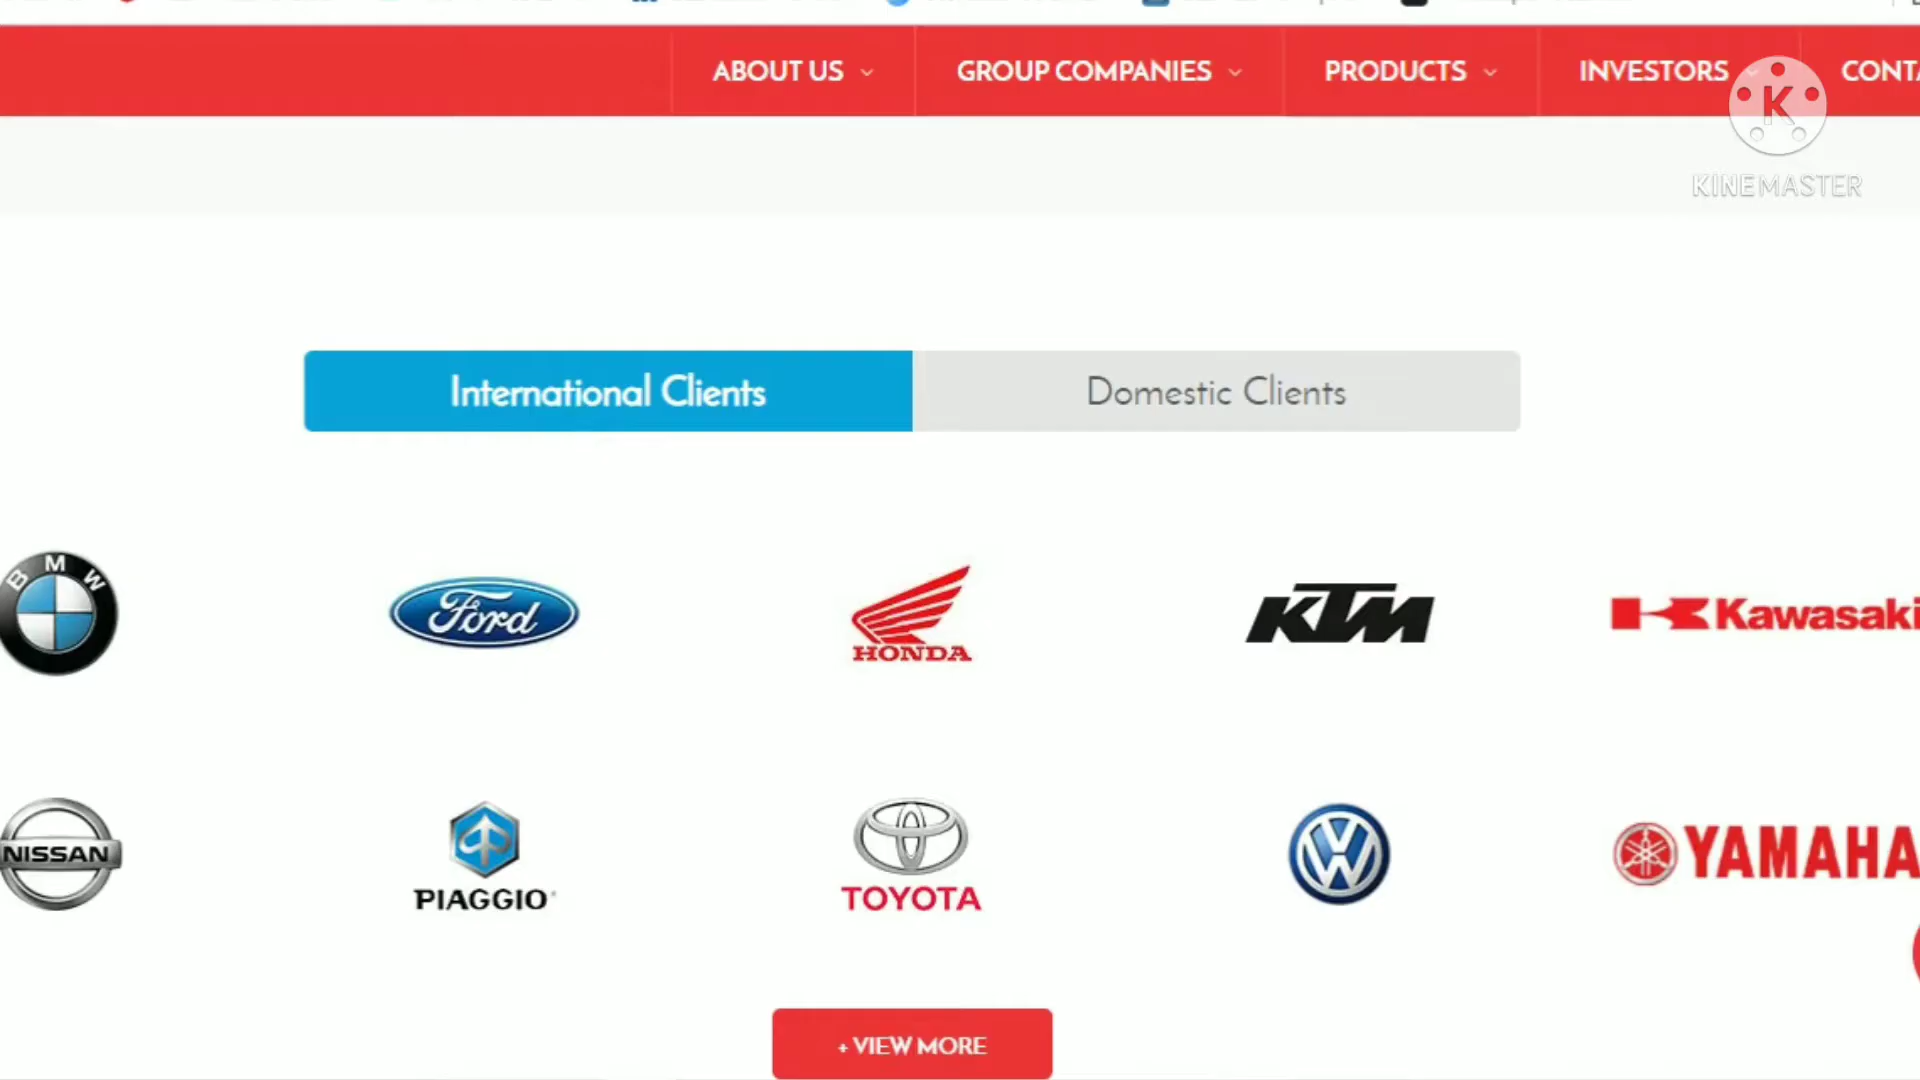 ABOUT US GROUP COMPANIES PRODUCTS INVESTORS CONTA
K
KINEMASTER
International Clients Domestic Clients
BMW Ford HONDA KTM Kawasaki
NISSAN PIAGGIO TOYOTA YAMAHA
+ VIEW MORE